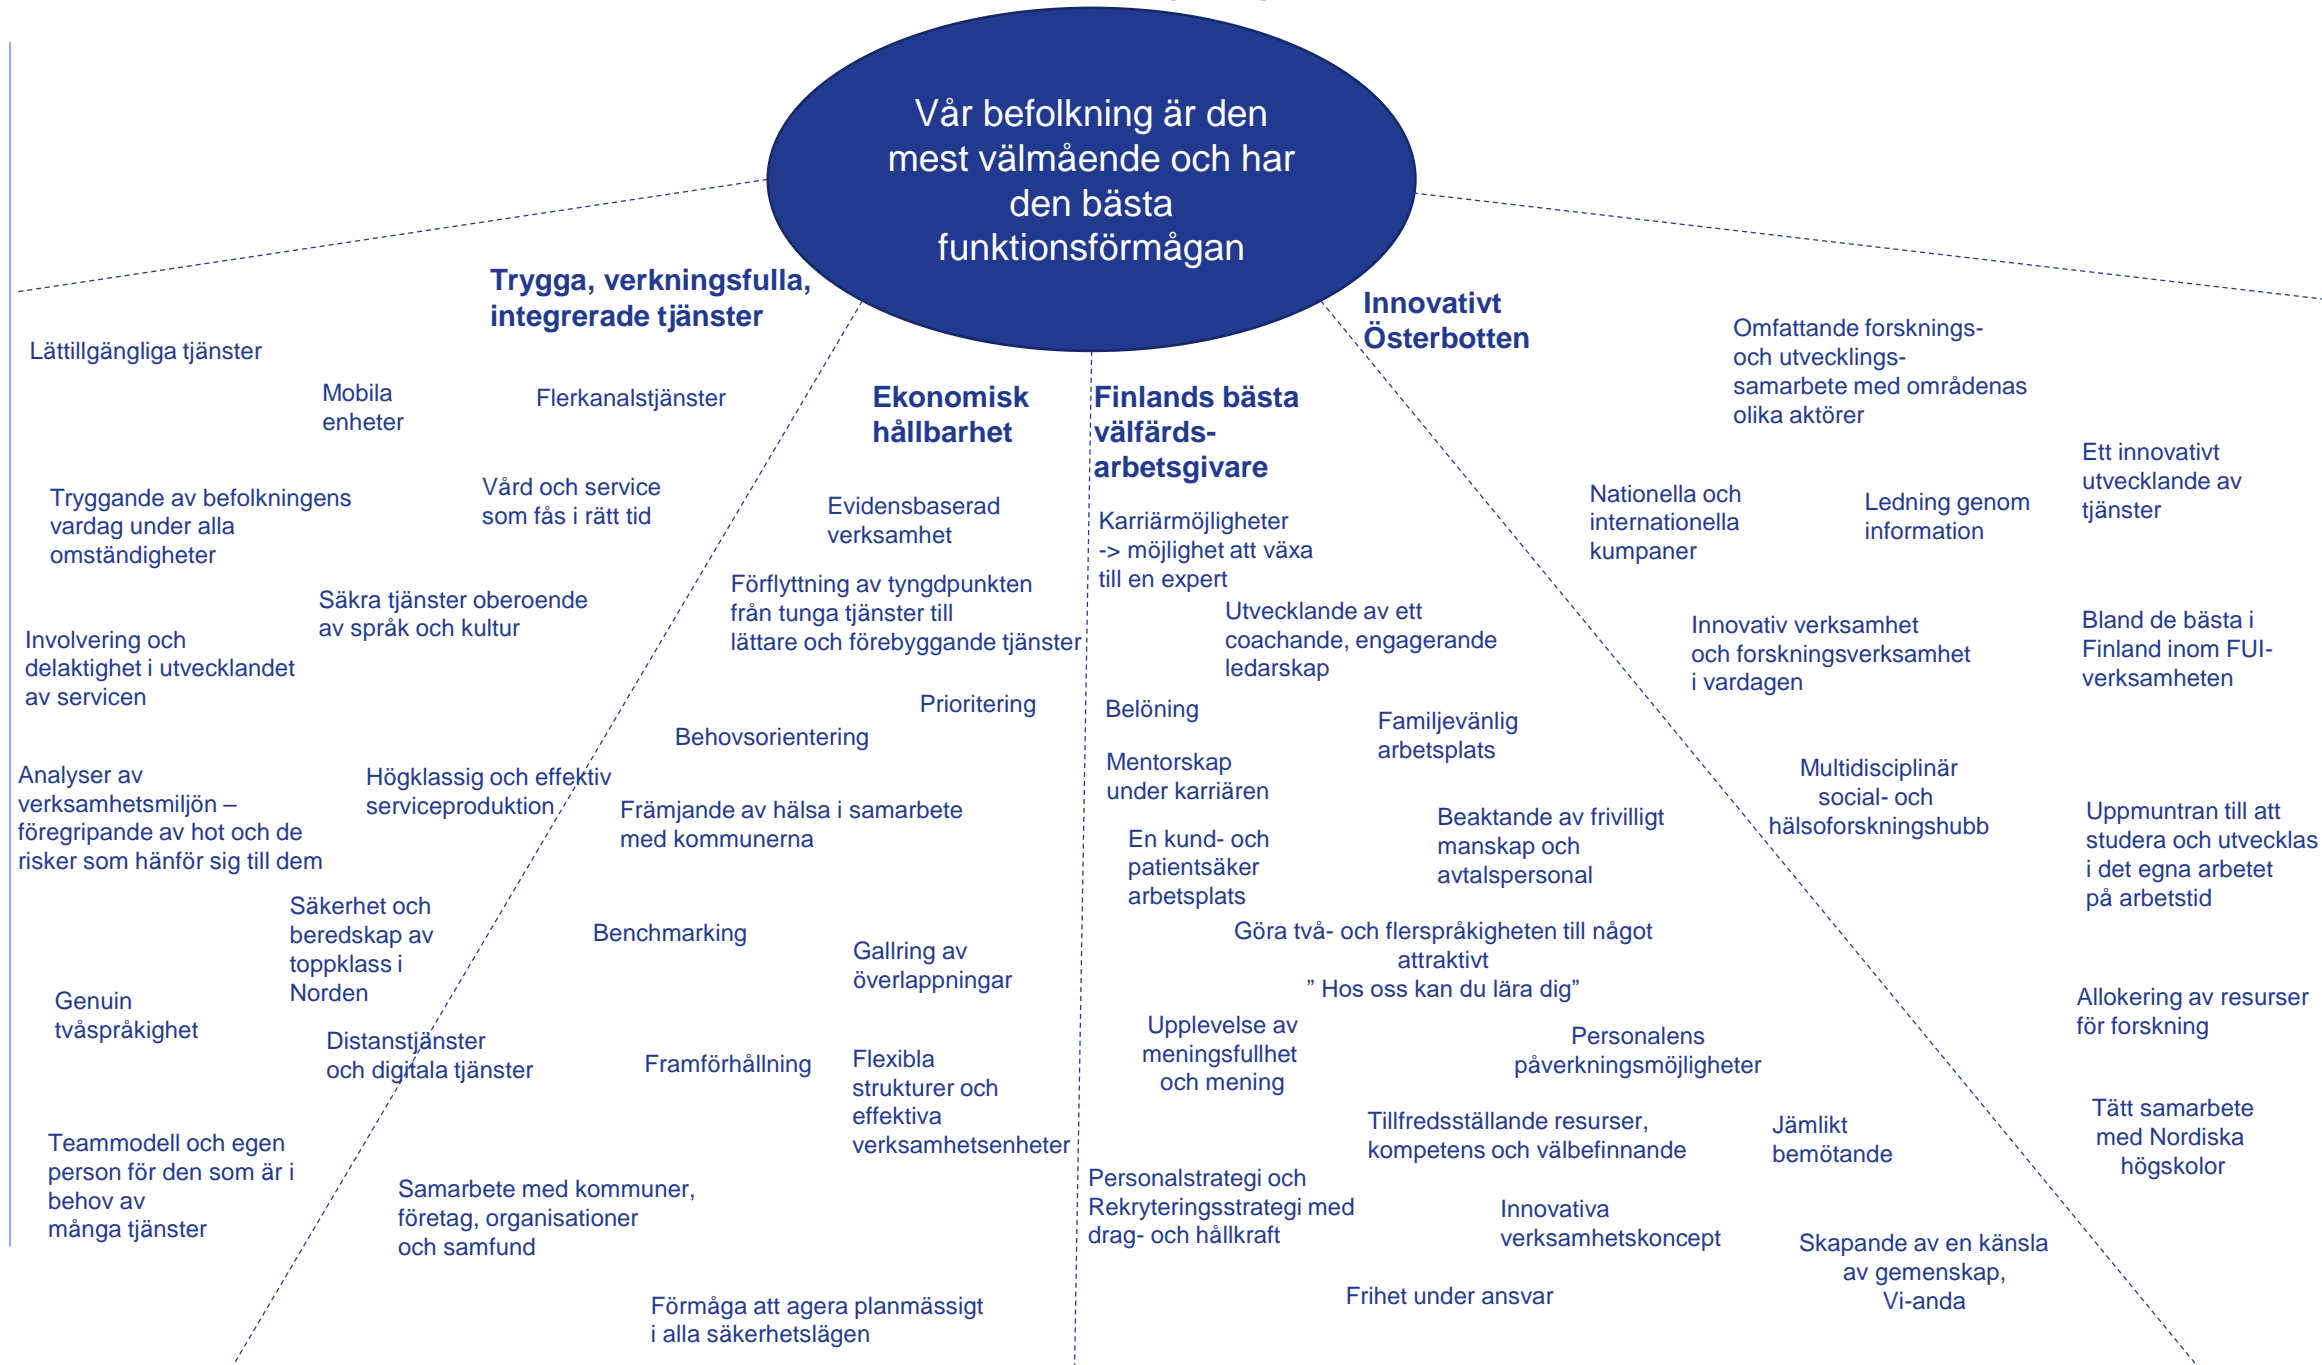 Vår befolkning är den
mest välmående och har
den bästa
funktionsförmågan
Trygga, verkningsfulla,
integrerade tjänster
Lättillgängliga tjänster
Mobila
enheter
Flerkanalstjänster
Tryggande av befolkningens
vardag under alla
omständigheter
Vård och service
som fås i rätt tid
Säkra tjänster oberoende
av språk och kultur
Involvering och
delaktighet i utvecklandet
av servicen
Analyser av
verksamhetsmiljön –
föregripande av hot och de
risker som hänför sig till dem
Högklassig och effektiv
serviceproduktion
Säkerhet och
beredskap av
toppklass i
Norden
Genuin
tvåspråkighet
Distanstjänster
och digitala tjänster
Teammodell och egen
person för den som är i
behov av
många tjänster
Ekonomisk
hållbarhet
Evidensbaserad
verksamhet
Förflyttning av tyngdpunkten
från tunga tjänster till
lättare och förebyggande tjänster
Prioritering
Behovsorientering
Främjande av hälsa i samarbete
med kommunerna
Benchmarking
Gallring av
överlappningar
Framförhållning
Flexibla
strukturer och
effektiva
verksamhetsenheter
Samarbete med kommuner,
företag, organisationer
och samfund
Förmåga att agera planmässigt
i alla säkerhetslägen
Finlands bästa
välfärds-
arbetsgivare
Karriärmöjligheter
-> möjlighet att växa
till en expert
Utvecklande av ett
coachande, engagerande
ledarskap
Belöning
Familjevänlig
arbetsplats
Mentorskap
under karriären
En kund- och
patientsäker
arbetsplats
Beaktande av frivilligt
manskap och
avtalspersonal
Göra två- och flerspråkigheten till något
attraktivt
” Hos oss kan du lära dig”
Upplevelse av
meningsfullhet
och mening
Personalens
påverkningsmöjligheter
Tillfredsställande resurser,
kompetens och välbefinnande
Jämlikt
bemötande
Personalstrategi och
Rekryteringsstrategi med
drag- och hållkraft
Innovativa
verksamhetskoncept
Skapande av en känsla
av gemenskap,
Vi-anda
Frihet under ansvar
Innovativt
Österbotten
Omfattande forsknings-
och utvecklings-
samarbete med områdenas
olika aktörer
Ett innovativt
utvecklande av
tjänster
Nationella och
internationella
kumpaner
Ledning genom
information
Innovativ verksamhet
och forskningsverksamhet
i vardagen
Bland de bästa i
Finland inom FUI-
verksamheten
Multidisciplinär
social- och
hälsoforskningshubb
Uppmuntran till att
studera och utvecklas
i det egna arbetet
på arbetstid
Allokering av resurser
för forskning
Tätt samarbete
med Nordiska
högskolor